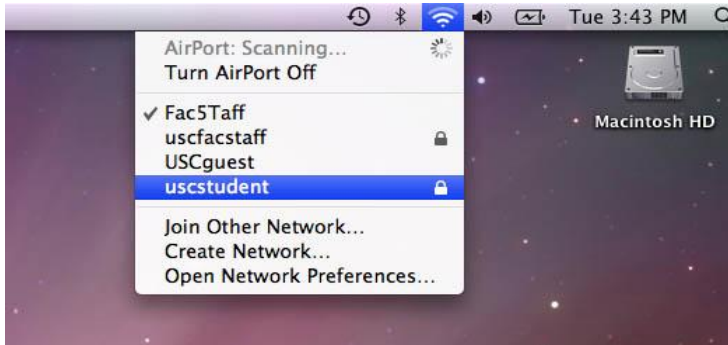 Tue 3:43 PM
AirPort: Scanning...
Turn AirPort Off
Fac5Taff
uscfacstaff
USCguest
uscstudent
Join Other Network...
Create Network...
Open Network Preferences...
Macintosh HD